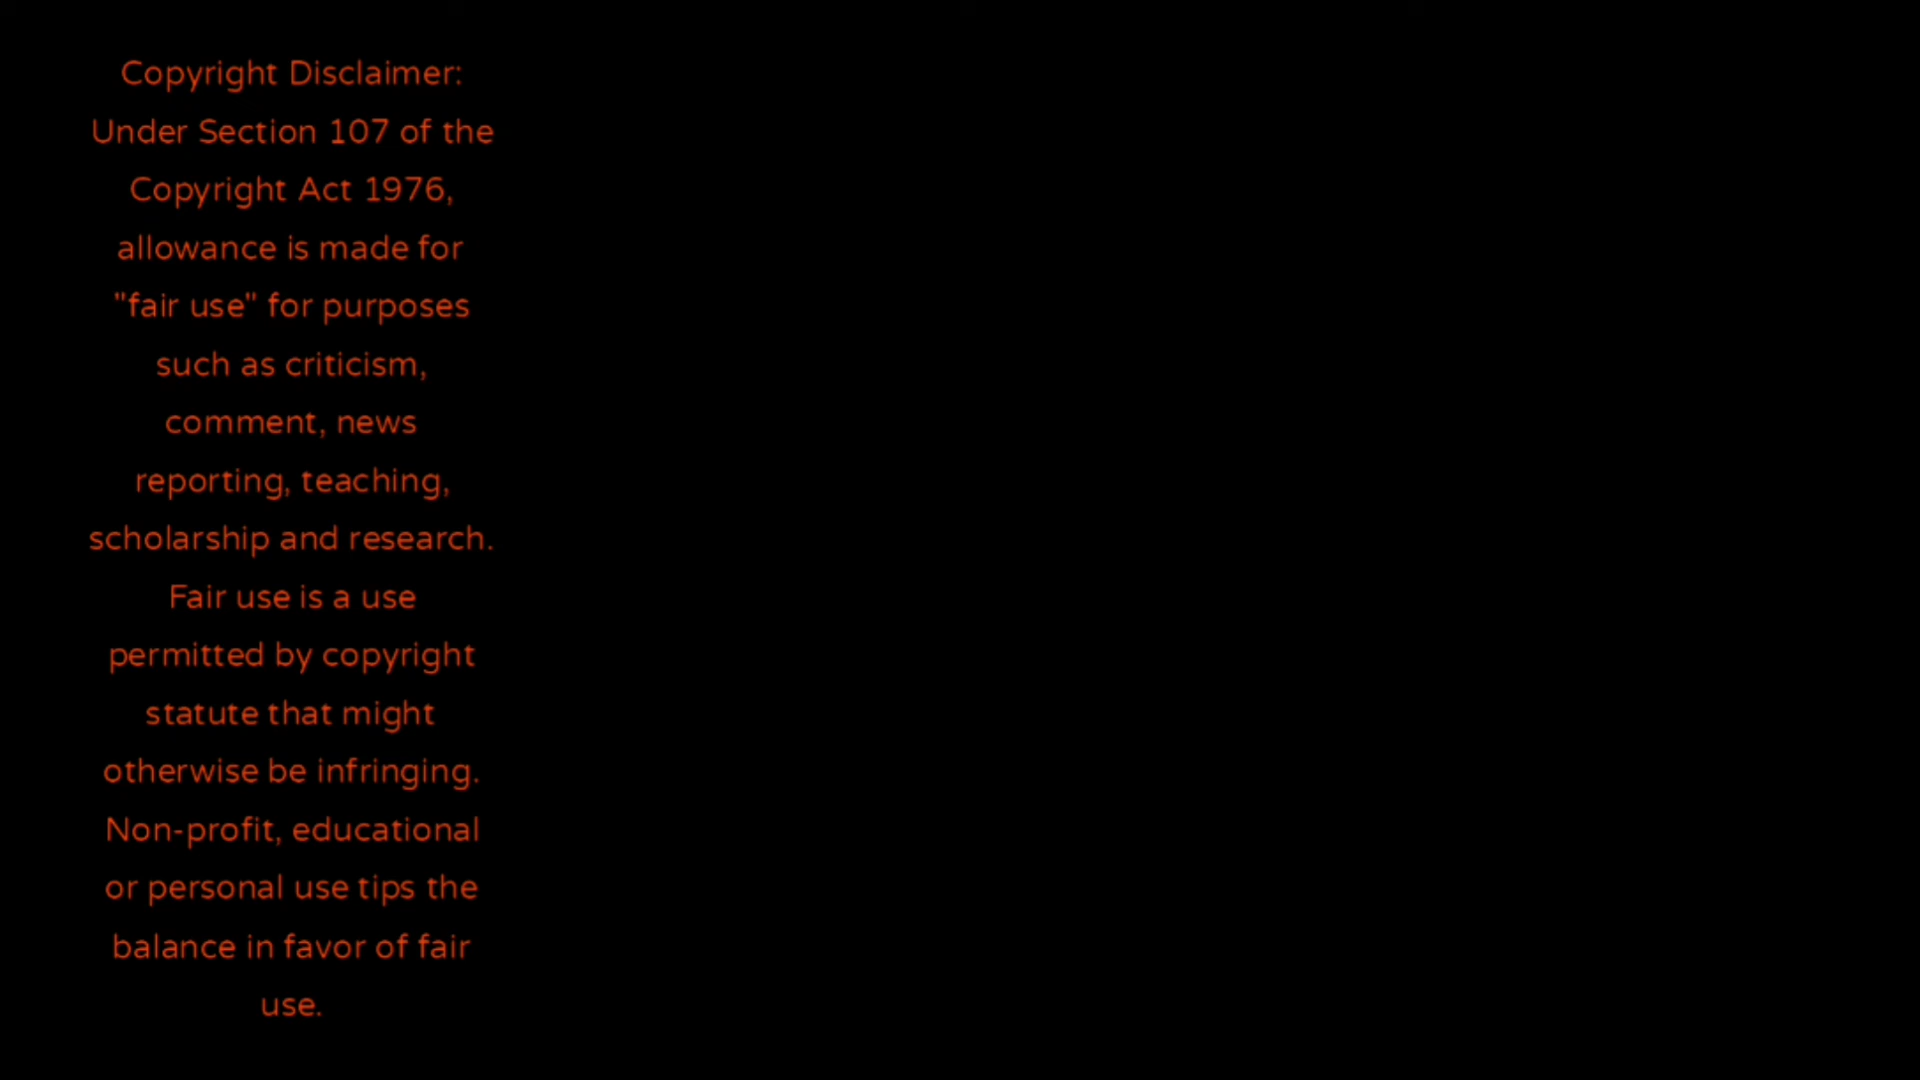 Copyright Disclaimer:
Under Section 107 of the
Copyright Act 1976,
allowance is made for
"fair use" for purposes
such as criticism,
comment, news
reporting, teaching,
scholarship and research.
Fair use is a use
permitted by copyright
statute that might
otherwise be infringing.
Non-profit, educational
or personal use tips the
balance in favor of fair
use.